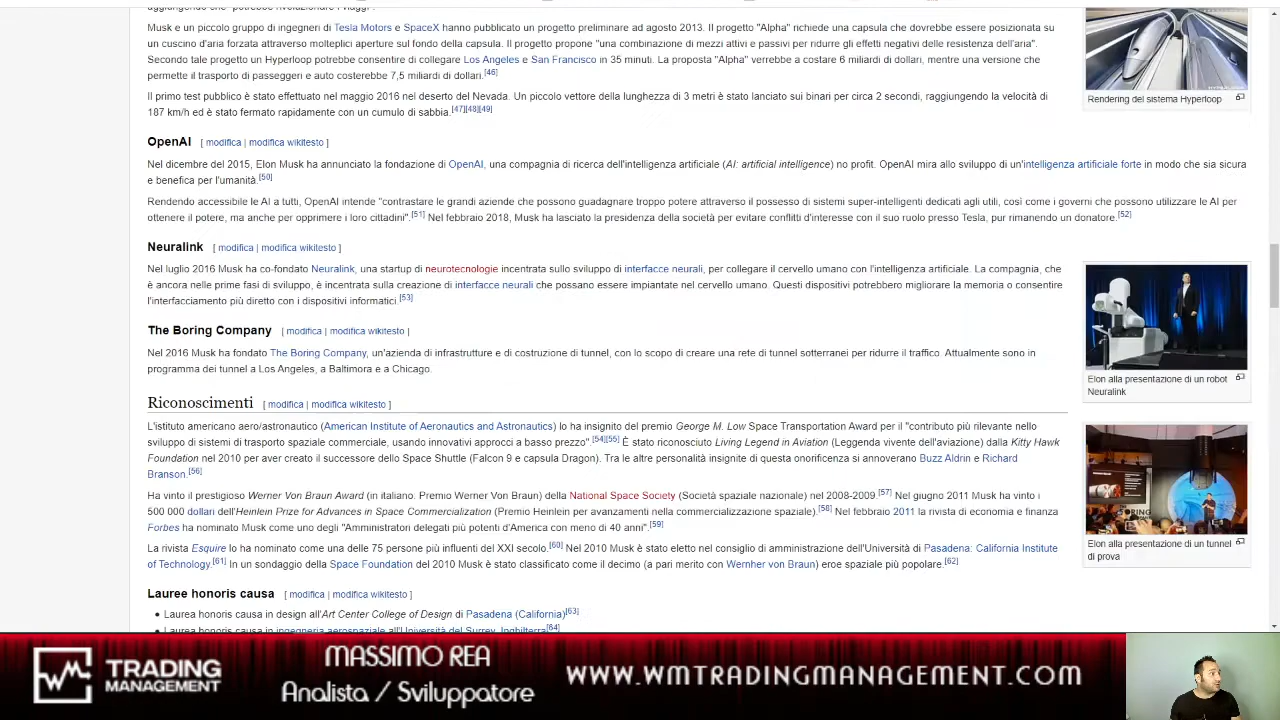 Musk e un piccolo gruppo di ingegneri di Tesla Motors e SpaceX hanno pubblicato un progetto preliminare ad agosto 2013. Il progetto "Alpha" richiede una capsula che dovrebbe essere posizionata su
un cuscino d'aria forzata attraverso molteplici aperture sul fondo della capsula. Il progetto propone "una combinazione di mezzi attivi e passivi per ridurre gli effetti negativi delle resistenza dell'aria".
Secondo tale progetto un Hyperloop potrebbe consentire di collegare Los Angeles e San Francisco in 35 minuti. La proposta "Alpha" verrebbe a costare 6 miliardi di dollari, mentre una versione che
permette il trasporto di passeggeri e auto costerebbe 7,5 miliardi di dollari.[46]
Rendering del sistema Hyperloop
Il primo test pubblico è stato effettuato nel maggio 2016 nel deserto del Nevada. Un piccolo vettore della lunghezza di 3 metri è stato lanciato sui binari per circa 2 secondi, raggiungendo la velocità di
187 km/h ed è stato fermato rapidamente con un cumulo di sabbia.[47][48][49]
OpenAI [ modifica | modifica wikitesto ]
Nel dicembre del 2015, Elon Musk ha annunciato la fondazione di OpenAI, una compagnia di ricerca dell'intelligenza artificiale (AI: artificial intelligence) no profit. OpenAI mira allo sviluppo di un'intelligenza artificiale forte in modo che sia sicura
e benefica per l'umanità.[50]
Rendendo accessibile le AI a tutti, OpenAI intende "contrastare le grandi aziende che possono guadagnare troppo potere attraverso il possesso di sistemi super-intelligenti dedicati agli utili, così come i governi che possono utilizzare le AI per
ottenere il potere, ma anche per opprimere i loro cittadini".[51] Nel febbraio 2018, Musk ha lasciato la presidenza della società per evitare conflitti d'interesse con il suo ruolo presso Tesla, pur rimanendo un donatore.[52]
Neuralink [ modifica | modifica wikitesto ]
Nel luglio 2016 Musk ha co-fondato Neuralink, una startup di neurotecnologie incentrata sullo sviluppo di interfacce neurali, per collegare il cervello umano con l'intelligenza artificiale. La compagnia, che
è ancora nelle prime fasi di sviluppo, è incentrata sulla creazione di interfacce neurali che possano essere impiantate nel cervello umano. Questi dispositivi potrebbero migliorare la memoria o consentire
l'interfacciamento più diretto con i dispositivi informatici.[53]
The Boring Company [ modifica | modifica wikitesto ]
Nel 2016 Musk ha fondato The Boring Company, un'azienda di infrastrutture e di costruzione di tunnel, con lo scopo di creare una rete di tunnel sotterranei per ridurre il traffico. Attualmente sono in
programma dei tunnel a Los Angeles, a Baltimora e a Chicago.
Elon alla presentazione di un robot
Neuralink
Riconoscimenti [ modifica | modifica wikitesto ]
L'istituto americano aero/astronautico (American Institute of Aeronautics and Astronautics) lo ha insignito del premio George M. Low Space Transportation Award per il "contributo più rilevante nello
sviluppo di sistemi di trasporto spaziale commerciale, usando innovativi approcci a basso prezzo" [54][55] È stato riconosciuto Living Legend in Aviation (Leggenda vivente dell'aviazione) dalla Kitty Hawk
Foundation nel 2010 per aver creato il successore dello Space Shuttle (Falcon 9 e capsula Dragon). Tra le altre personalità insignite di questa onorificenza si annoverano Buzz Aldrin e Richard
Branson.[56]
Ha vinto il prestigioso Werner Von Braun Award (in italiano: Premio Werner Von Braun) della National Space Society (Società spaziale nazionale) nel 2008-2009 [57] Nel giugno 2011 Musk ha vinto i
500 000 dollari dell'Heinlein Prize for Advances in Space Commercialization (Premio Heinlein per avanzamenti nella commercializzazione spaziale).[58] Nel febbraio 2011 la rivista di economia e finanza
Forbes ha nominato Musk come uno degli "Amministratori delegati più potenti d'America con meno di 40 anni".[59]
La rivista Esquire lo ha nominato come una delle 75 persone più influenti del XXI secolo.[60] Nel 2010 Musk è stato eletto nel consiglio di amministrazione dell'Università di Pasadena: California Institute
of Technology.[61] In un sondaggio della Space Foundation del 2010 Musk è stato classificato come il decimo (a pari merito con Wernher von Braun) eroe spaziale più popolare.[62]
Elon alla presentazione di un tunnel
di prova
Lauree honoris causa [ modifica | modifica wikitesto ]
• Laurea honoris causa in design all'Art Center College of Design di Pasadena (California)[63]
• Laurea honoris causa in ingegneria aerospaziale all'Università del Surrey, Inghilterra[64]
TRADING
MANAGEMENT
MASSIMO REA
Analista / Sviluppatore
WWW.WMTRADINGMANAGEMENT.COM